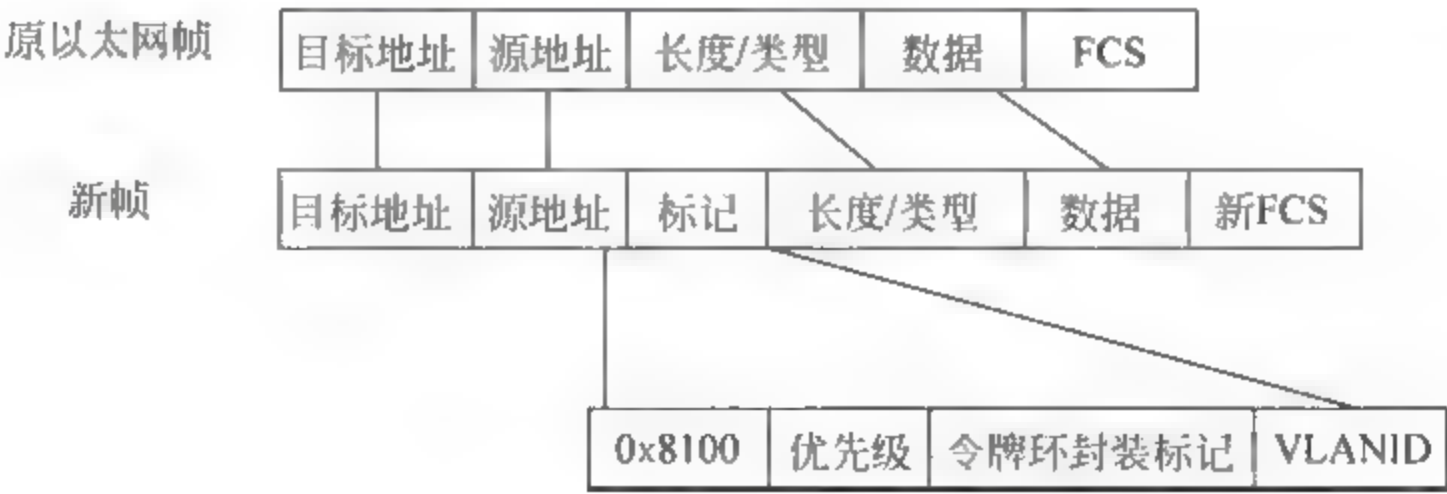 原以太网帧 目标地址 源地址 长度/类型 数据 FCS
新帧 目标地址 源地址 标记 长度/类型 数据 新FCS
0x8100 优先级 令牌环封装标记 VLANID